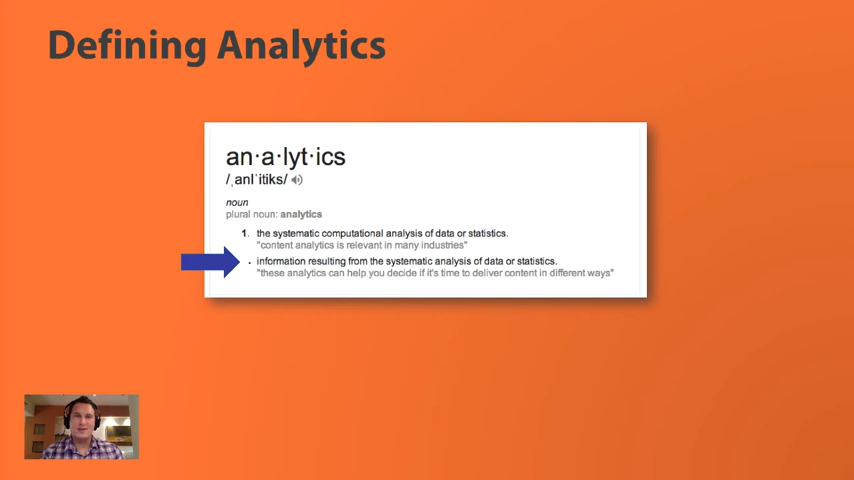 Defining Analytics
an·a·lyt·ics
/ˌanlˈitiks/
noun
plural noun: analytics
1. the systematic computational analysis of data or statistics.
"content analytics is relevant in many industries"
· information resulting from the systematic analysis of data or statistics.
"these analytics can help you decide if it's time to deliver content in different ways"